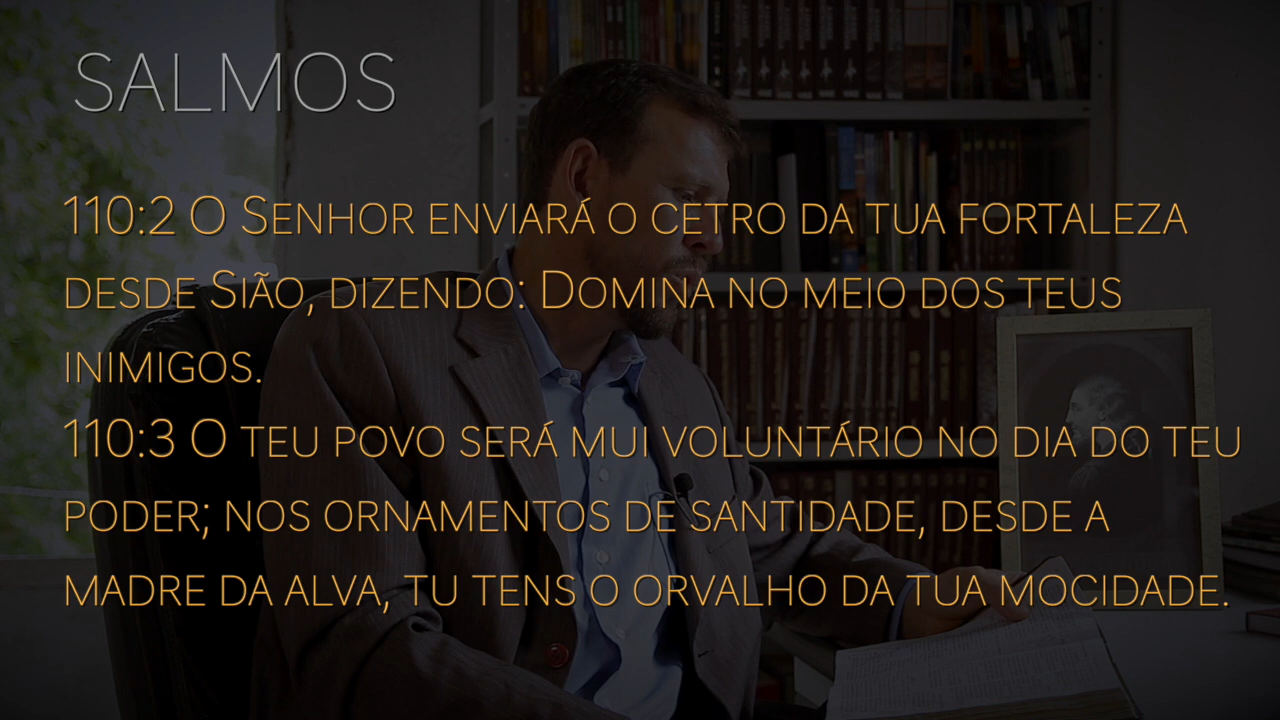 SALMOS
110:2 O Senhor enviará o cetro da tua fortaleza
desde Sião, dizendo: Domina no meio dos teus
inimigos.
110:3 O teu povo será mui voluntário no dia do teu
poder; nos ornamentos de santidade, desde a
madre da alva, tu tens o orvalho da tua mocidade.